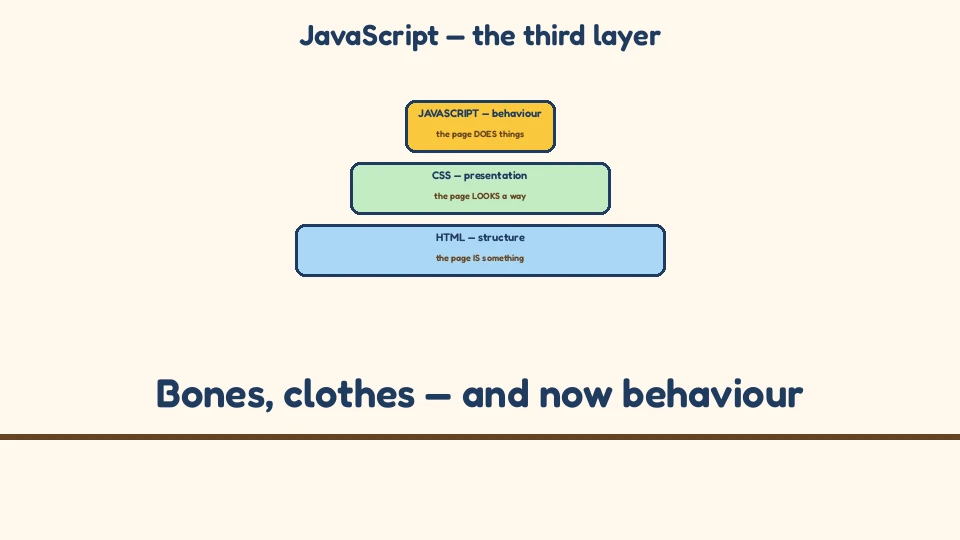 JavaScript — the third layer
JAVASCRIPT — behaviour
the page DOES things
CSS — presentation
the page LOOKS a way
HTML — structure
the page IS something
Bones, clothes — and now behaviour